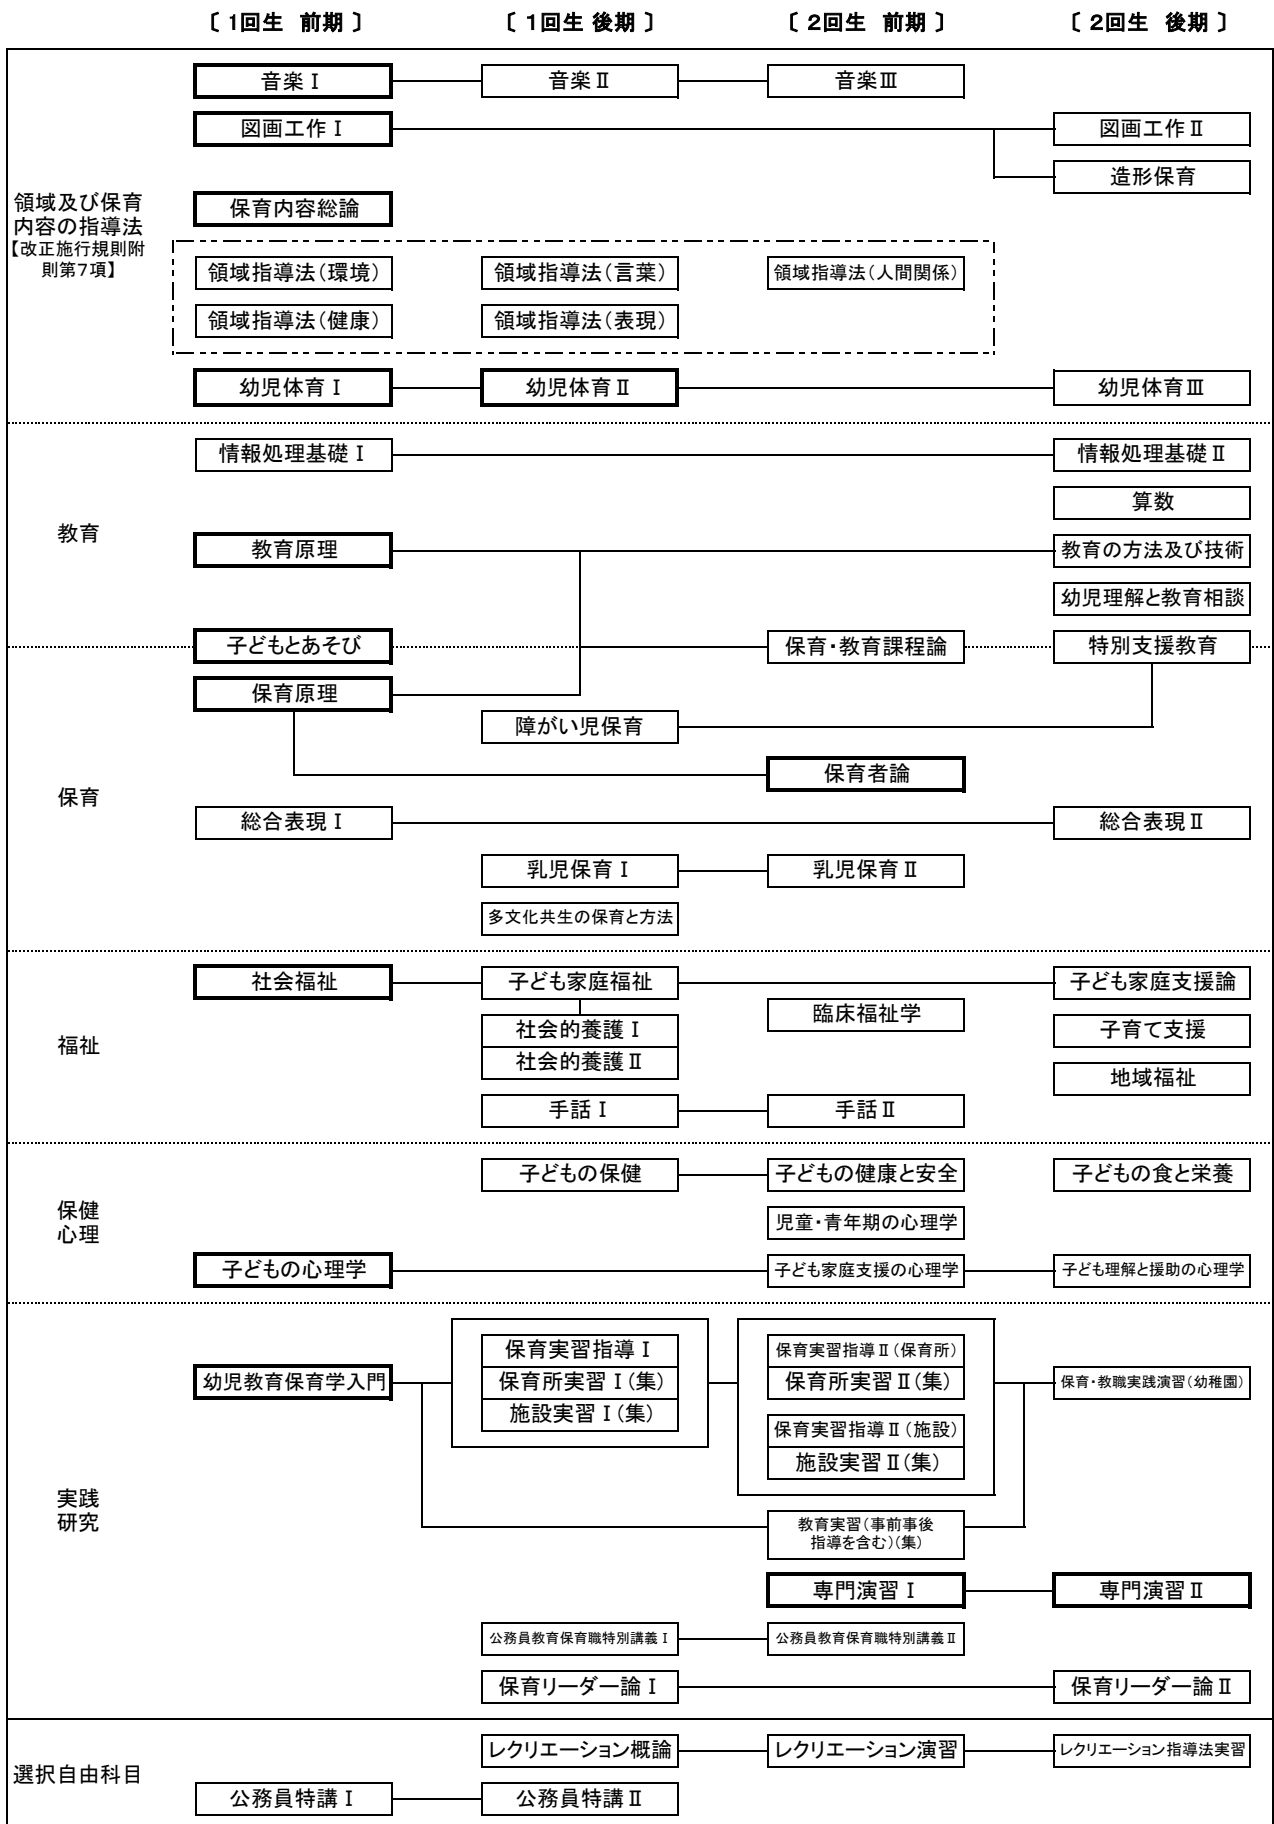 〔 1回生 前期 〕
〔 1回生 後期 〕
〔 2回生 前期 〕
〔 2回生 後期 〕
領域及び保育
内容の指導法
【改正施行規則附
則第7項】
音楽Ⅰ
音楽Ⅱ
音楽Ⅲ
図画工作Ⅰ
図画工作Ⅱ
造形保育
保育内容総論
領域指導法(環境)
領域指導法(言葉)
領域指導法(人間関係)
領域指導法(健康)
領域指導法(表現)
幼児体育Ⅰ
幼児体育Ⅱ
幼児体育Ⅲ
教育
情報処理基礎Ⅰ
情報処理基礎Ⅱ
算数
教育原理
教育の方法及び技術
幼児理解と教育相談
子どもとあそび
保育・教育課程論
特別支援教育
保育
保育原理
障がい児保育
保育者論
総合表現Ⅰ
総合表現Ⅱ
乳児保育Ⅰ
乳児保育Ⅱ
多文化共生の保育と方法
福祉
社会福祉
子ども家庭福祉
子ども家庭支援論
臨床福祉学
社会的養護Ⅰ
子育て支援
社会的養護Ⅱ
地域福祉
手話Ⅰ
手話Ⅱ
保健
心理
子どもの保健
子どもの健康と安全
子どもの食と栄養
児童・青年期の心理学
子どもの心理学
子ども家庭支援の心理学
子ども理解と援助の心理学
実践
研究
幼児教育保育学入門
保育実習指導Ⅰ
保育所実習Ⅰ(集)
施設実習Ⅰ(集)
保育実習指導Ⅱ(保育所)
保育所実習Ⅱ(集)
保育実習指導Ⅱ(施設)
施設実習Ⅱ(集)
保育・教職実践演習(幼稚園)
教育実習(事前事後
指導を含む)(集)
専門演習Ⅰ
専門演習Ⅱ
公務員教育保育職特別講義Ⅰ
公務員教育保育職特別講義Ⅱ
保育リーダー論Ⅰ
保育リーダー論Ⅱ
選択自由科目
レクリエーション概論
レクリエーション演習
レクリエーション指導法実習
公務員特講Ⅰ
公務員特講Ⅱ